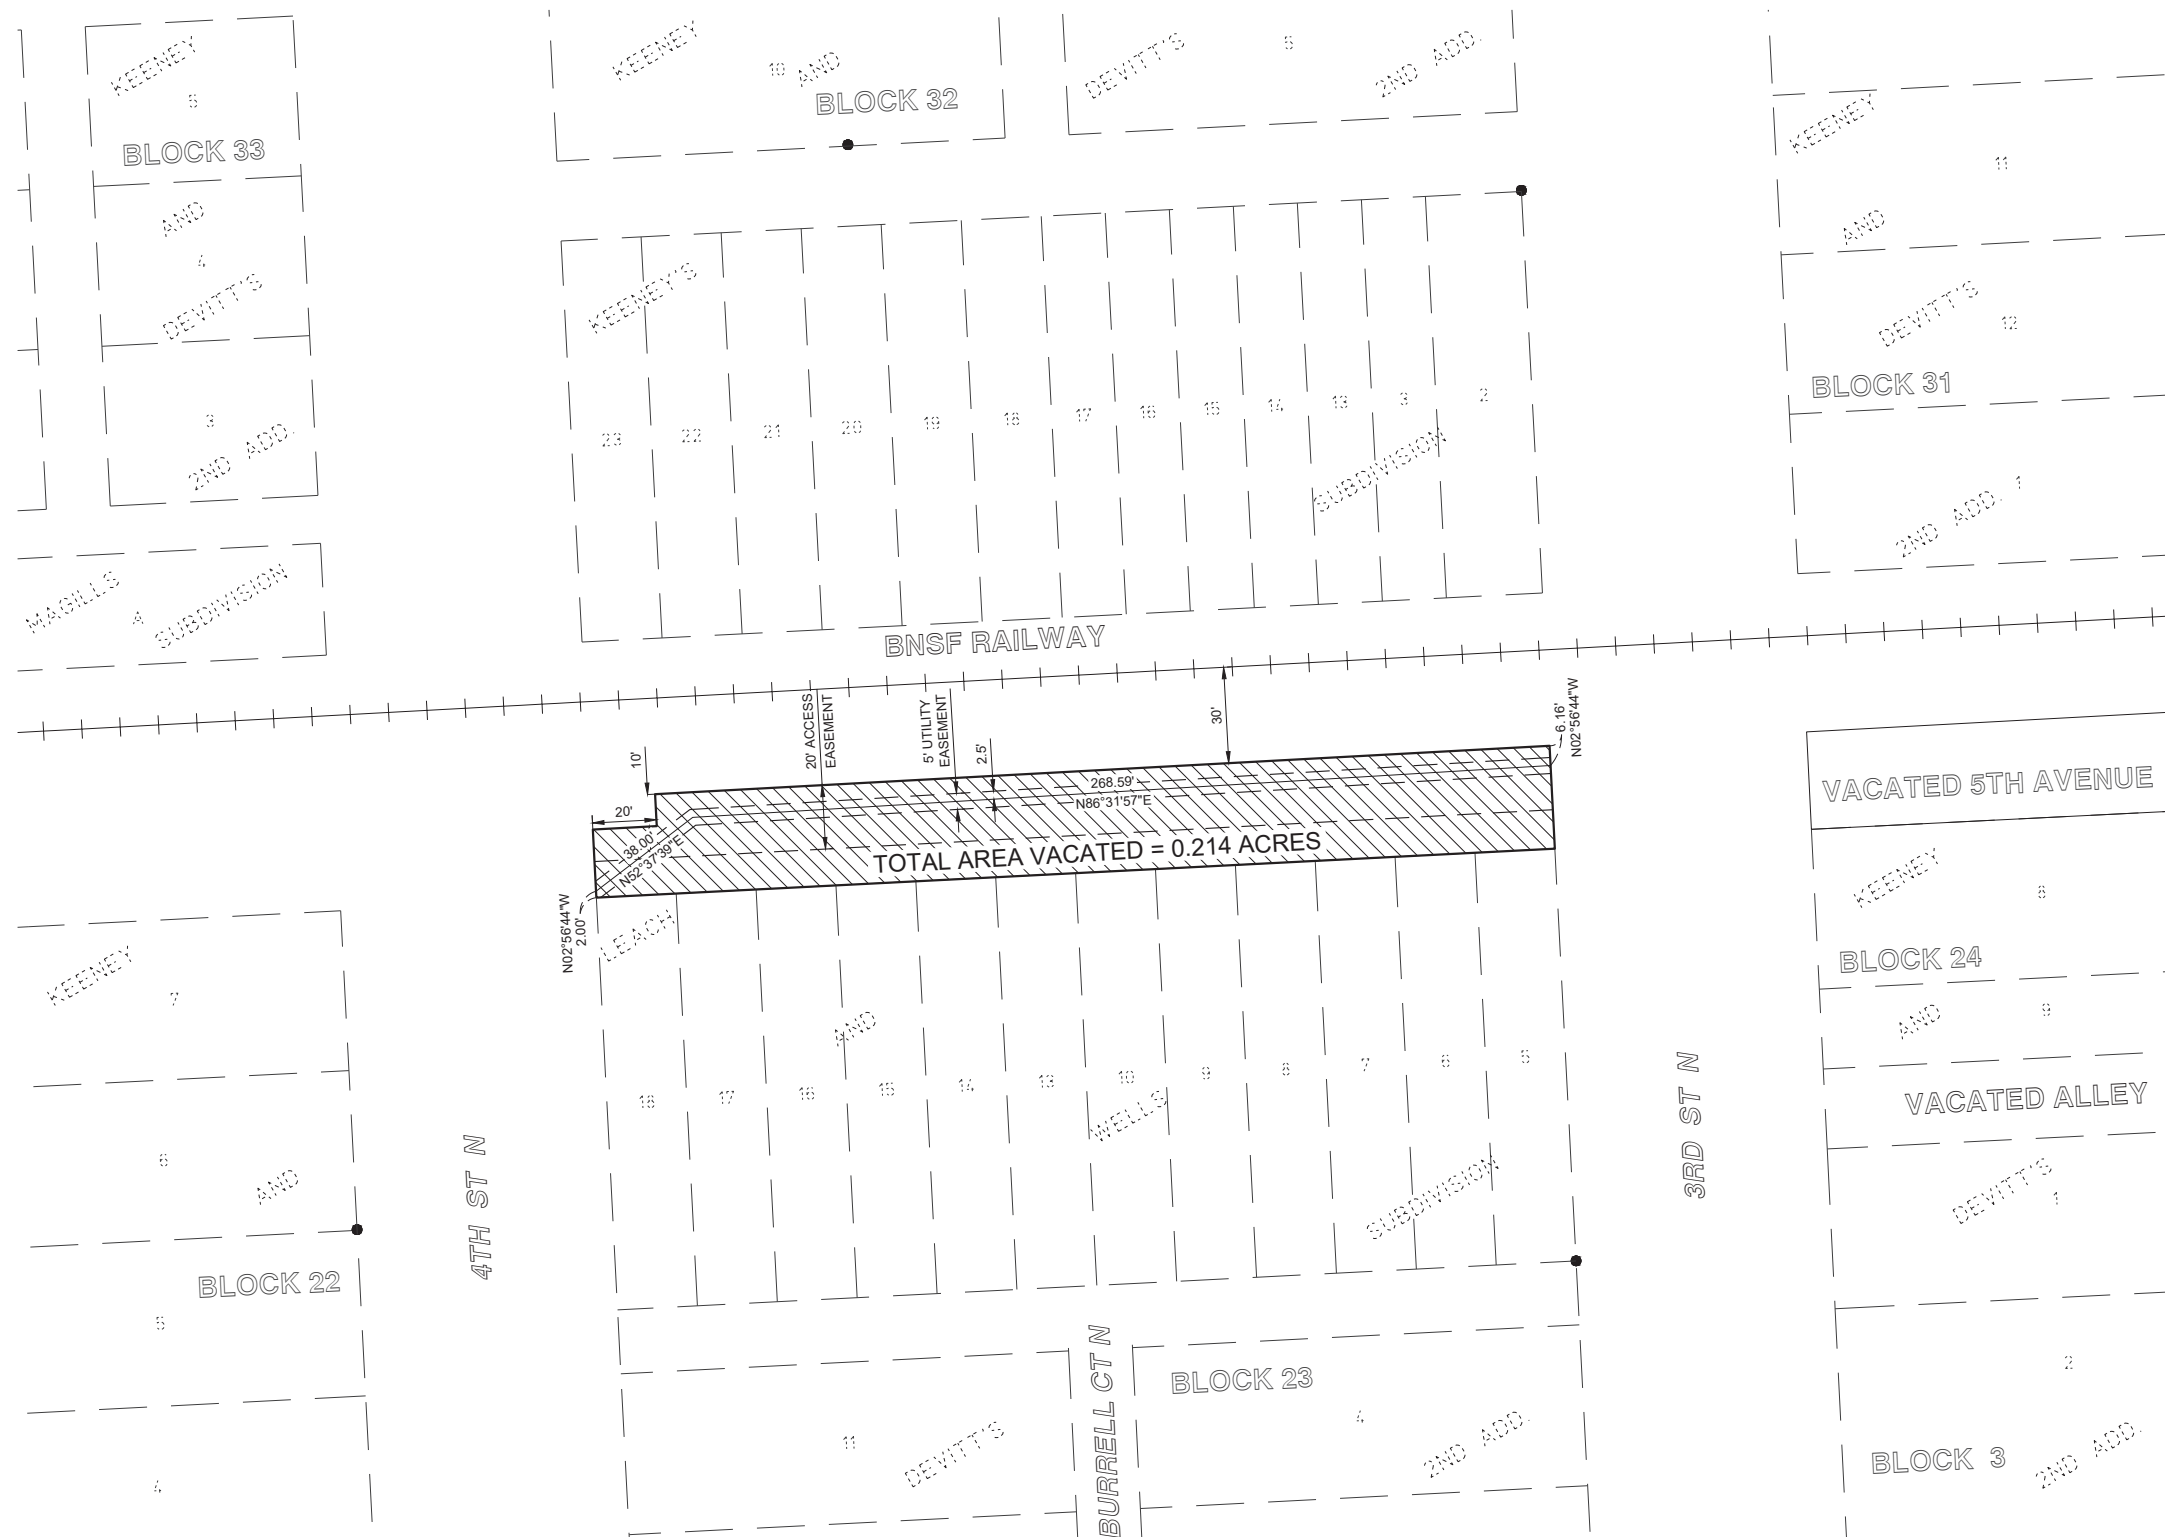 KEENEY
5
BLOCK 33
AND
4
DEVITT'S
3
2ND ADD.
MAGILLS
A
SUBDIVISION
KEENEY
10
AND
BLOCK 32
DEVITT'S
5
2ND ADD.
KEENEY
11
AND
DEVITT'S
12
BLOCK 31
2ND ADD.
1
KEENEY'S
23
22
21
20
19
18
17
16
15
14
13
3
2
SUBDIVISION
BNSF RAILWAY
10'
20' ACCESS
EASEMENT
5' UTILITY
EASEMENT
2.5'
30'
6.16'
N02°56'44"W
20'
38.00'
N52°37'39"E
268.59'
N86°31'57"E
TOTAL AREA VACATED = 0.214 ACRES
N02°56'44"W
2.00'
VACATED 5TH AVENUE
KEENEY
8
BLOCK 24
AND
9
VACATED ALLEY
DEVITT'S
1
2
BLOCK 3
2ND ADD.
KEENEY
7
6
AND
BLOCK 22
5
4
4TH ST N
LEACH
AND
18
17
16
15
14
13
10
9
8
7
6
5
WELLS
SUBDIVISION
3RD ST N
BURRELL CT N
BLOCK 23
11
DEVITT'S
4
2ND ADD.